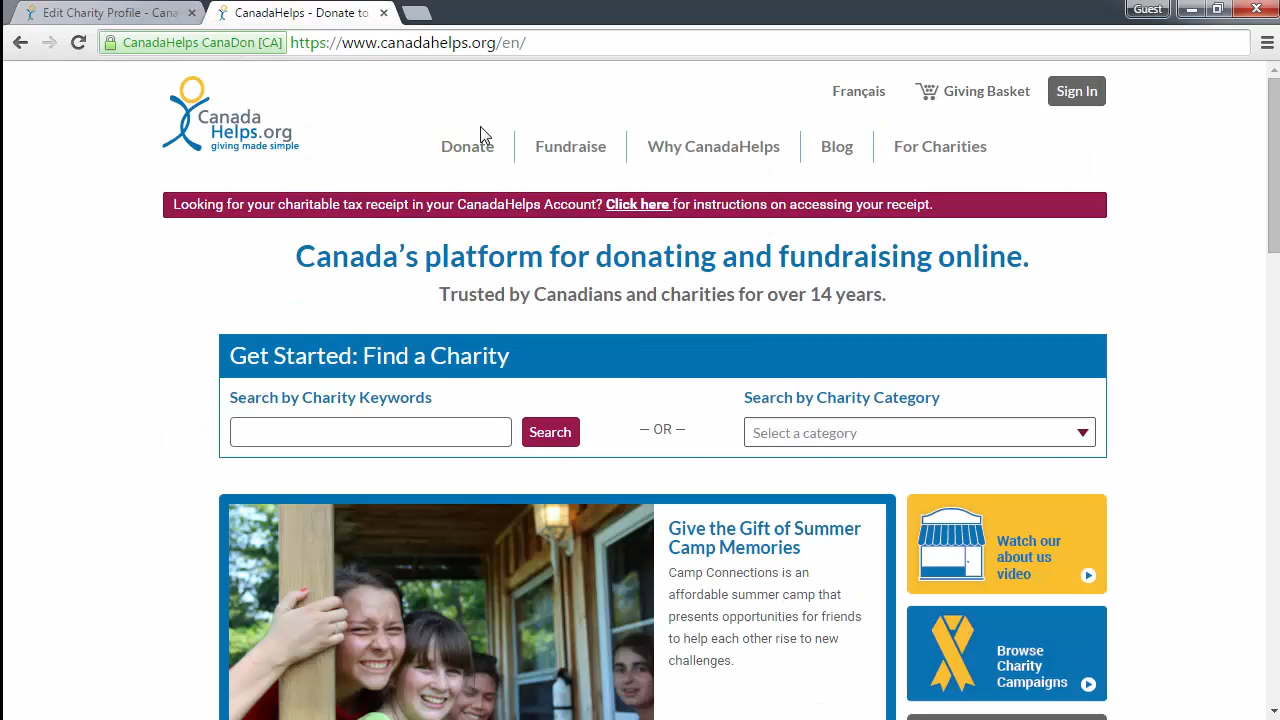 Edit Charity Profile - Cana
CanadaHelps - Donate to
Guest
CanadaHelps CanaDon [CA]
https://www.canadahelps.org/en/
Canada
Helps.org
giving made simple
Français
Giving Basket
Sign In
Donate
Fundraise
Why CanadaHelps
Blog
For Charities
Looking for your charitable tax receipt in your CanadaHelps Account? Click here for instructions on accessing your receipt.
Canada’s platform for donating and fundraising online.
Trusted by Canadians and charities for over 14 years.
Get Started: Find a Charity
Search by Charity Keywords
Search
— OR —
Search by Charity Category
Select a category
Give the Gift of Summer
Camp Memories
Camp Connections is an
affordable summer camp that
presents opportunities for friends
to help each other rise to new
challenges.
Watch our
about us
video
Browse
Charity
Campaigns